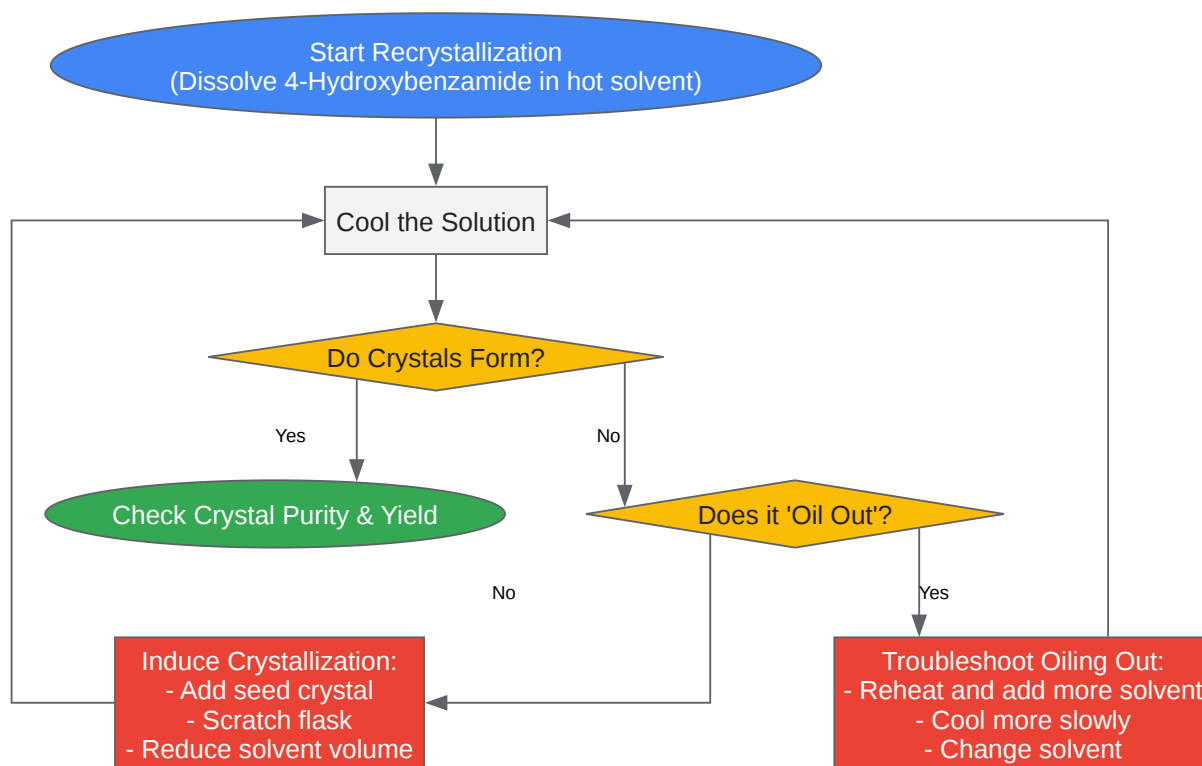 Start Recrystallization
(Dissolve 4-Hydroxybenzamide in hot solvent)
Cool the Solution
Do Crystals Form?
Yes
No
Check Crystal Purity & Yield
Does it 'Oil Out'?
No
Yes
Induce Crystallization:
- Add seed crystal
- Scratch flask
- Reduce solvent volume
Troubleshoot Oiling Out:
- Reheat and add more solvent
- Cool more slowly
- Change solvent